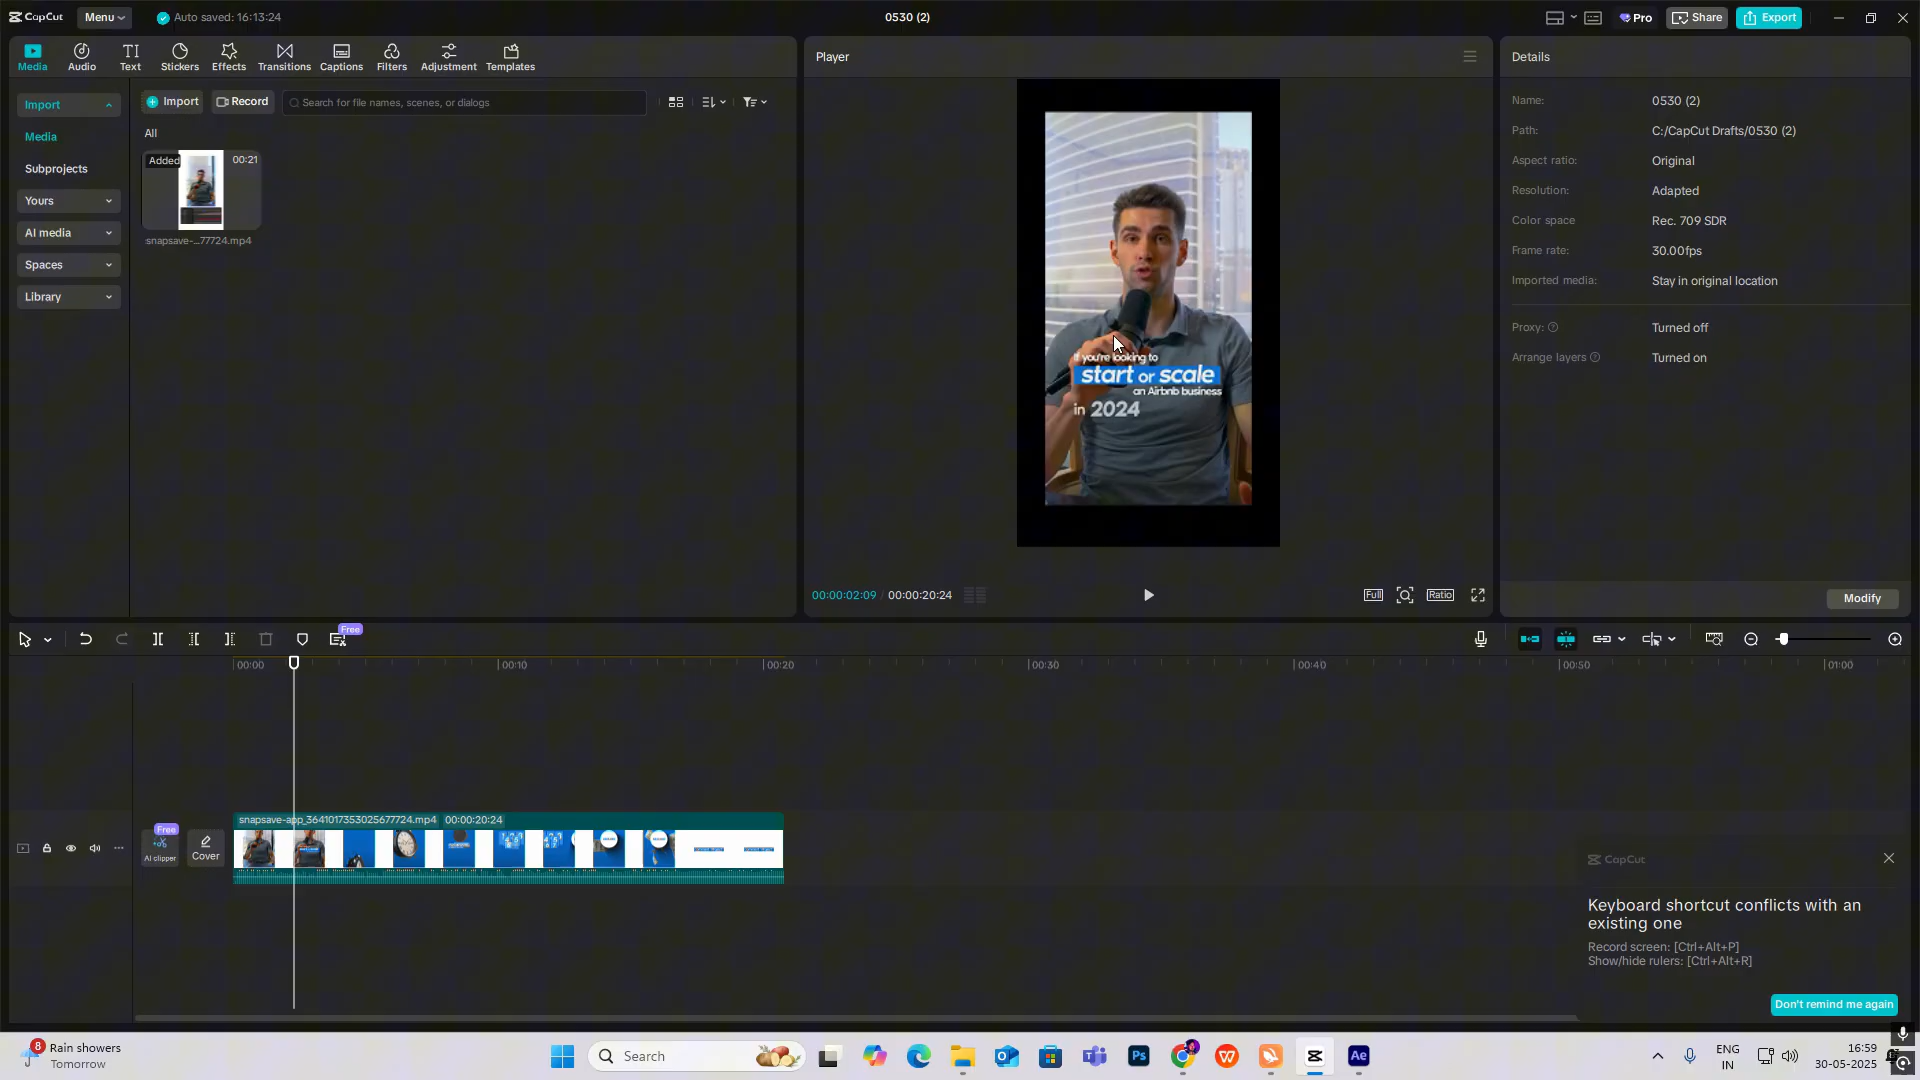 CapCut
Menu
Auto saved: 16:13:24
0530 (2)
Pro
Share
Export
Media
Audio
Text
Stickers
Effects
Transitions
Captions
Filters
Adjustment
Templates
Player
Details
Import
Media
Subprojects
Yours
AI media
Spaces
Library
Import
Record
Search for file names, scenes, or dialogs
All
Added
00:21
snapsave-...77724.mp4
If you're looking to
start or scale
an Airbnb business
in 2024
Name: 0530 (2)
Path: C:/CapCut Drafts/0530 (2)
Aspect ratio: Original
Resolution: Adapted
Color space Rec. 709 SDR
Frame rate: 30.00fps
Imported media: Stay in original location
Proxy: Turned off
Arrange layers Turned on
00:00:02:09 / 00:00:20:24
Full
Ratio
Modify
Free
00:00
00:10
00:20
00:30
00:40
00:50
01:00
Free
AI clipper
Cover
snapsave-app_3641017353025677724.mp4 00:00:20:24
CapCut
Keyboard shortcut conflicts with an
existing one
Record screen: [Ctrl+Alt+P]
Show/hide rulers: [Ctrl+Alt+R]
Don't remind me again
8
Rain showers
Tomorrow
Search
Ps
Ae
ENG
IN
16:59
30-05-2025